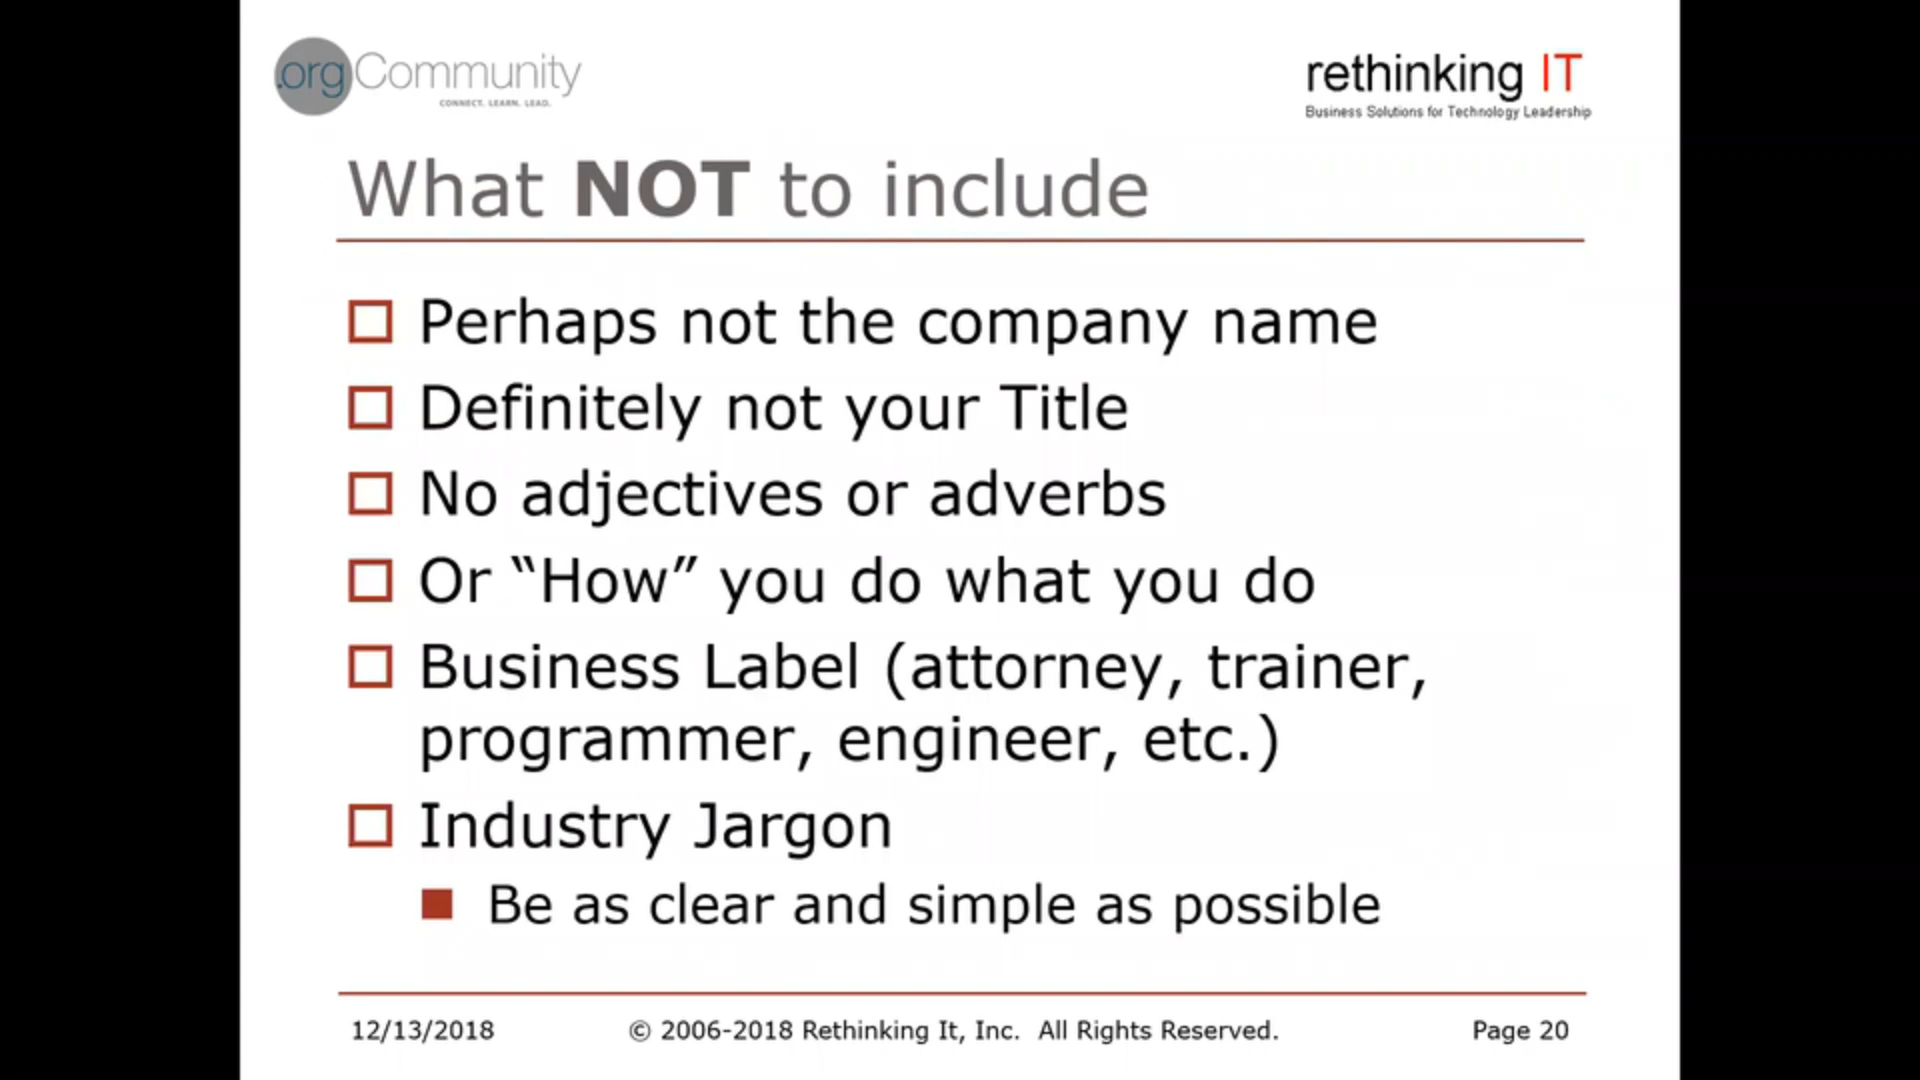 .orgCommunity
CONNECT. LEARN. LEAD.
rethinking IT
Business Solutions for Technology Leadership
What NOT to include
Perhaps not the company name
Definitely not your Title
No adjectives or adverbs
Or “How” you do what you do
Business Label (attorney, trainer,
programmer, engineer, etc.)
Industry Jargon
Be as clear and simple as possible
12/13/2018
© 2006-2018 Rethinking It, Inc. All Rights Reserved.
Page 20